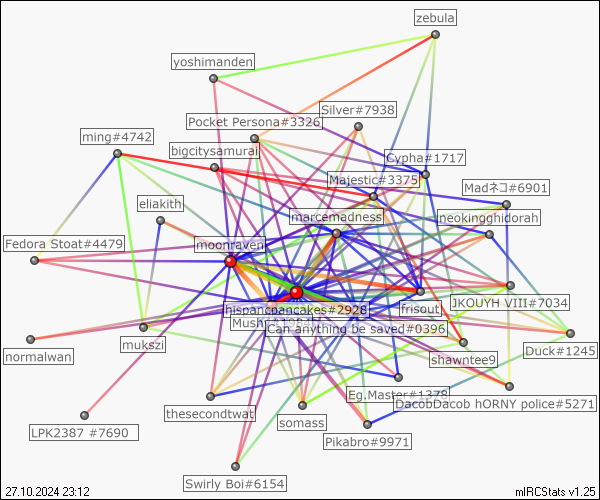 zebula
yoshimanden
Silver#7938
Pocket Persona#3326
ming#4742
bigcitysamurai
Cypha#1717
Majestic#3375
Madネコ#6901
eliakith
marcemadness
neokingghidorah
Fedora Stoat#4479
moonraven
JKOUYH VIII#7034
hispancoancakes#2928
frisout
Can anything be saved#0396
mukszi
normalwan
shawntee9
Duck#1245
Eg.Master#1378
DacobDacob hORNY police#5271
thesecondtwat
somass
LPK2387 #7690
Pikabro#9971
Swirly Boi#6154
27.10.2024 23:12
mIRCStats v1.25